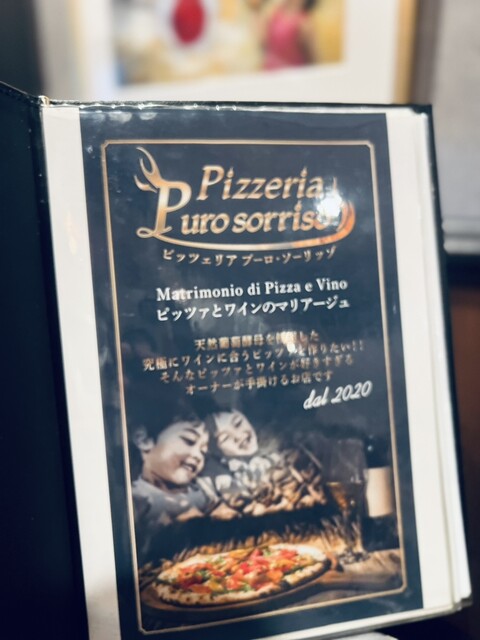 Pizzeria
Puro sorriso
ピッツェリア プーロ・ソーリッゾ
Matrimonio di Pizza e Vino
ピッツァとワインのマリアージュ
天然葡萄酵母を
した
究極にワインに合うピッツァを作りたい!!
そんなピッツァとワインが好きすぎる
オーナーが手掛けるお店です
dal 2020